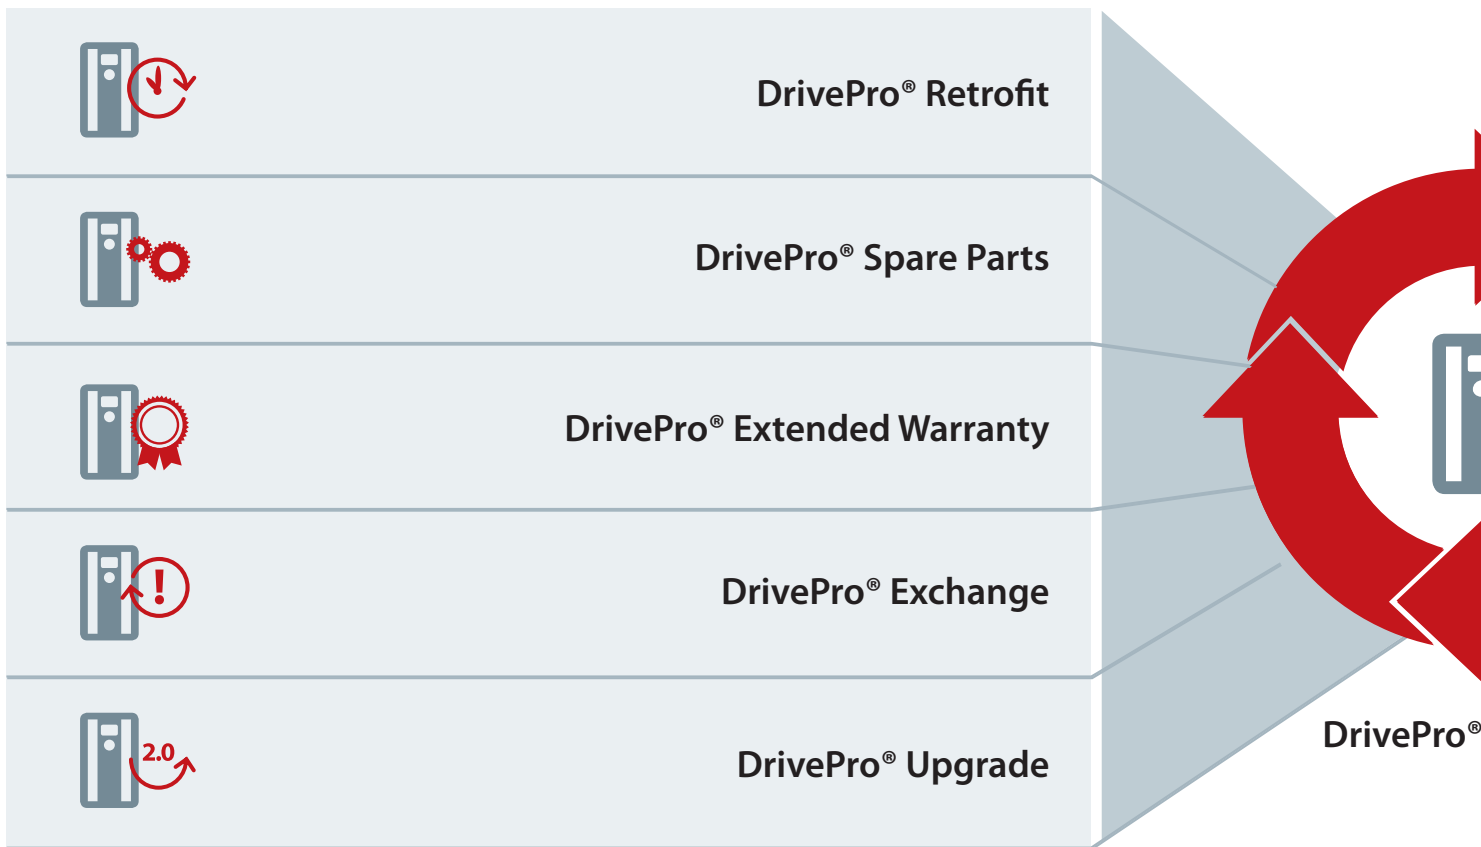 DrivePro® Retrofit
DrivePro® Spare Parts
DrivePro® Extended Warranty
!
DrivePro® Exchange
2.0
DrivePro® Upgrade
DrivePro®